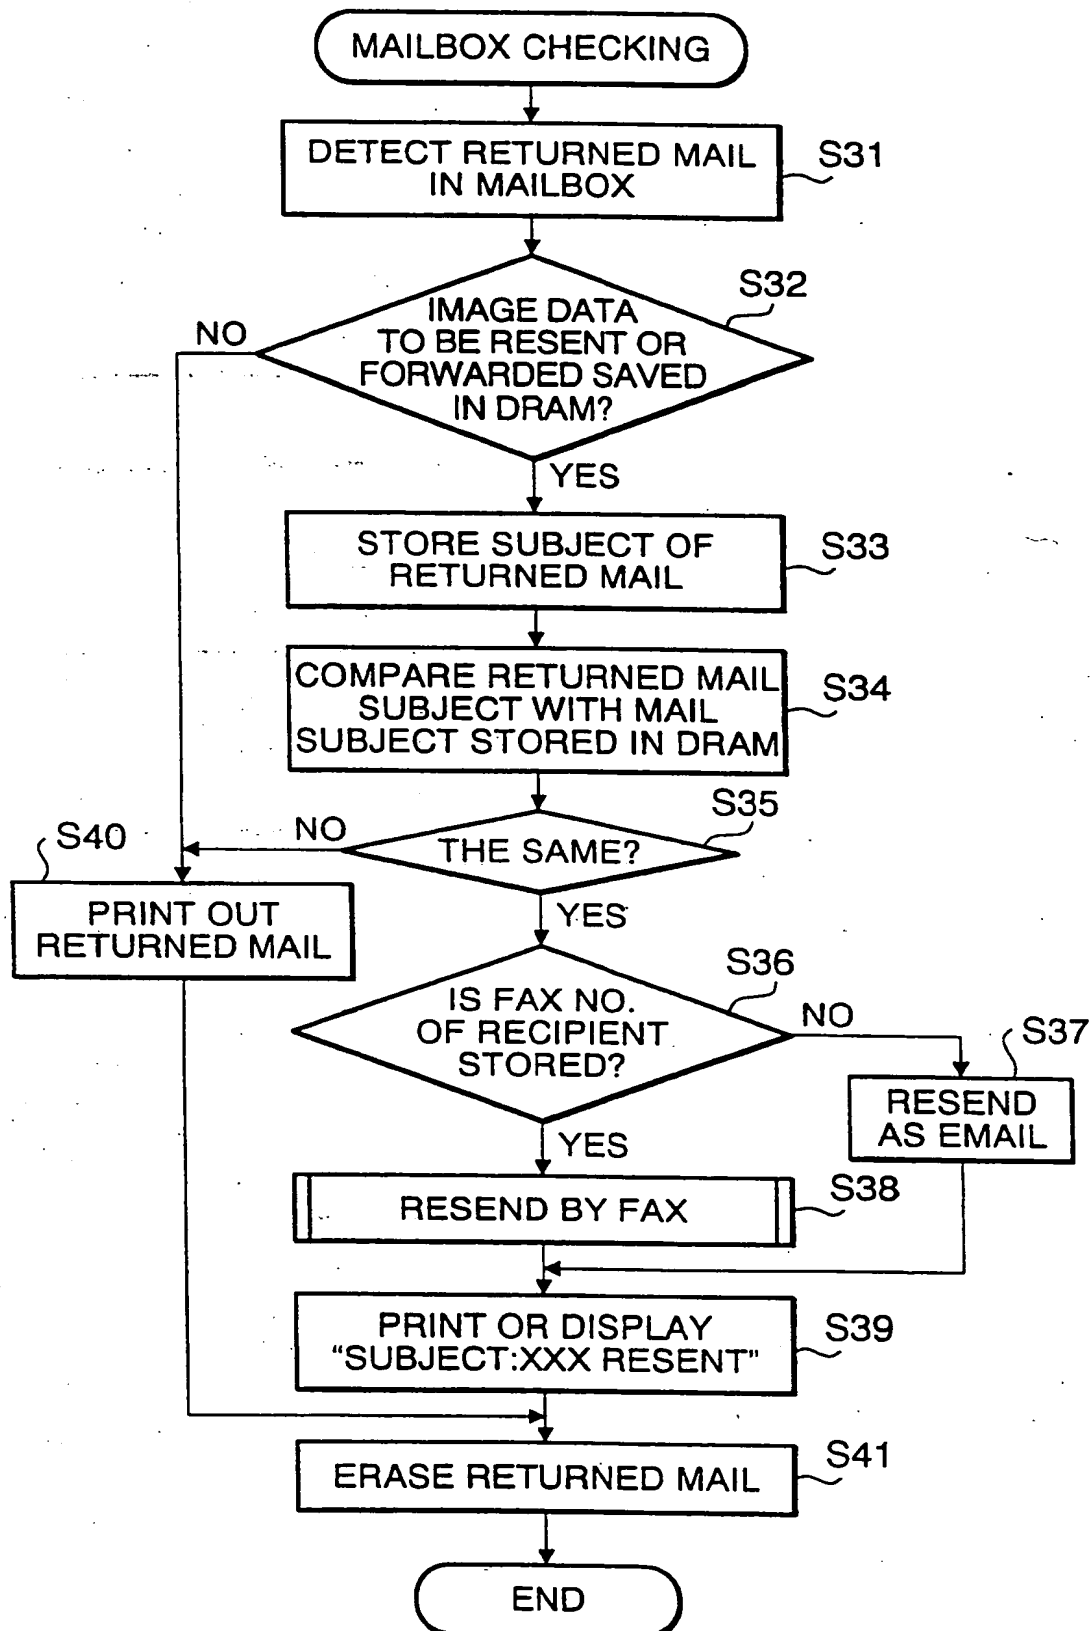 MAILBOX CHECKING
DETECT RETURNED MAIL
IN MAILBOX
S31
S32
IMAGE DATA
TO BE RESENT OR
FORWARDED SAVED
IN DRAM?
NO
YES
STORE SUBJECT OF
RETURNED MAIL
S33
COMPARE RETURNED MAIL
SUBJECT WITH MAIL
SUBJECT STORED IN DRAM
S34
S35
THE SAME?
NO
YES
S40
PRINT OUT
RETURNED MAIL
S36
IS FAX NO.
OF RECIPIENT
STORED?
NO
S37
RESEND
AS EMAIL
YES
RESEND BY FAX
S38
PRINT OR DISPLAY
"SUBJECT:XXX RESENT"
S39
ERASE RETURNED MAIL
S41
END